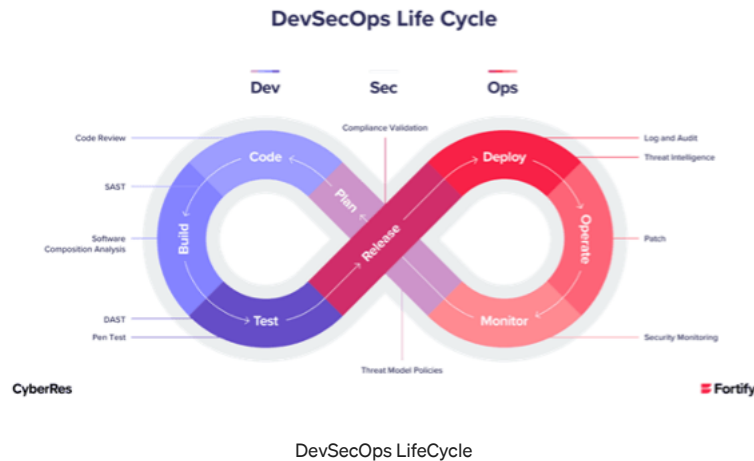 DevSecOps Life Cycle
Dev
Sec
Ops
Compliance Validation
Code Review
SAST
Software
Composition Analysis
DAST
Pen Test
Code
Plan
Build
Test
Release
Deploy
Operate
Monitor
Log and Audit
Threat Intelligence
Patch
Security Monitoring
Threat Model Policies
CyberRes
Fortify
DevSecOps LifeCycle